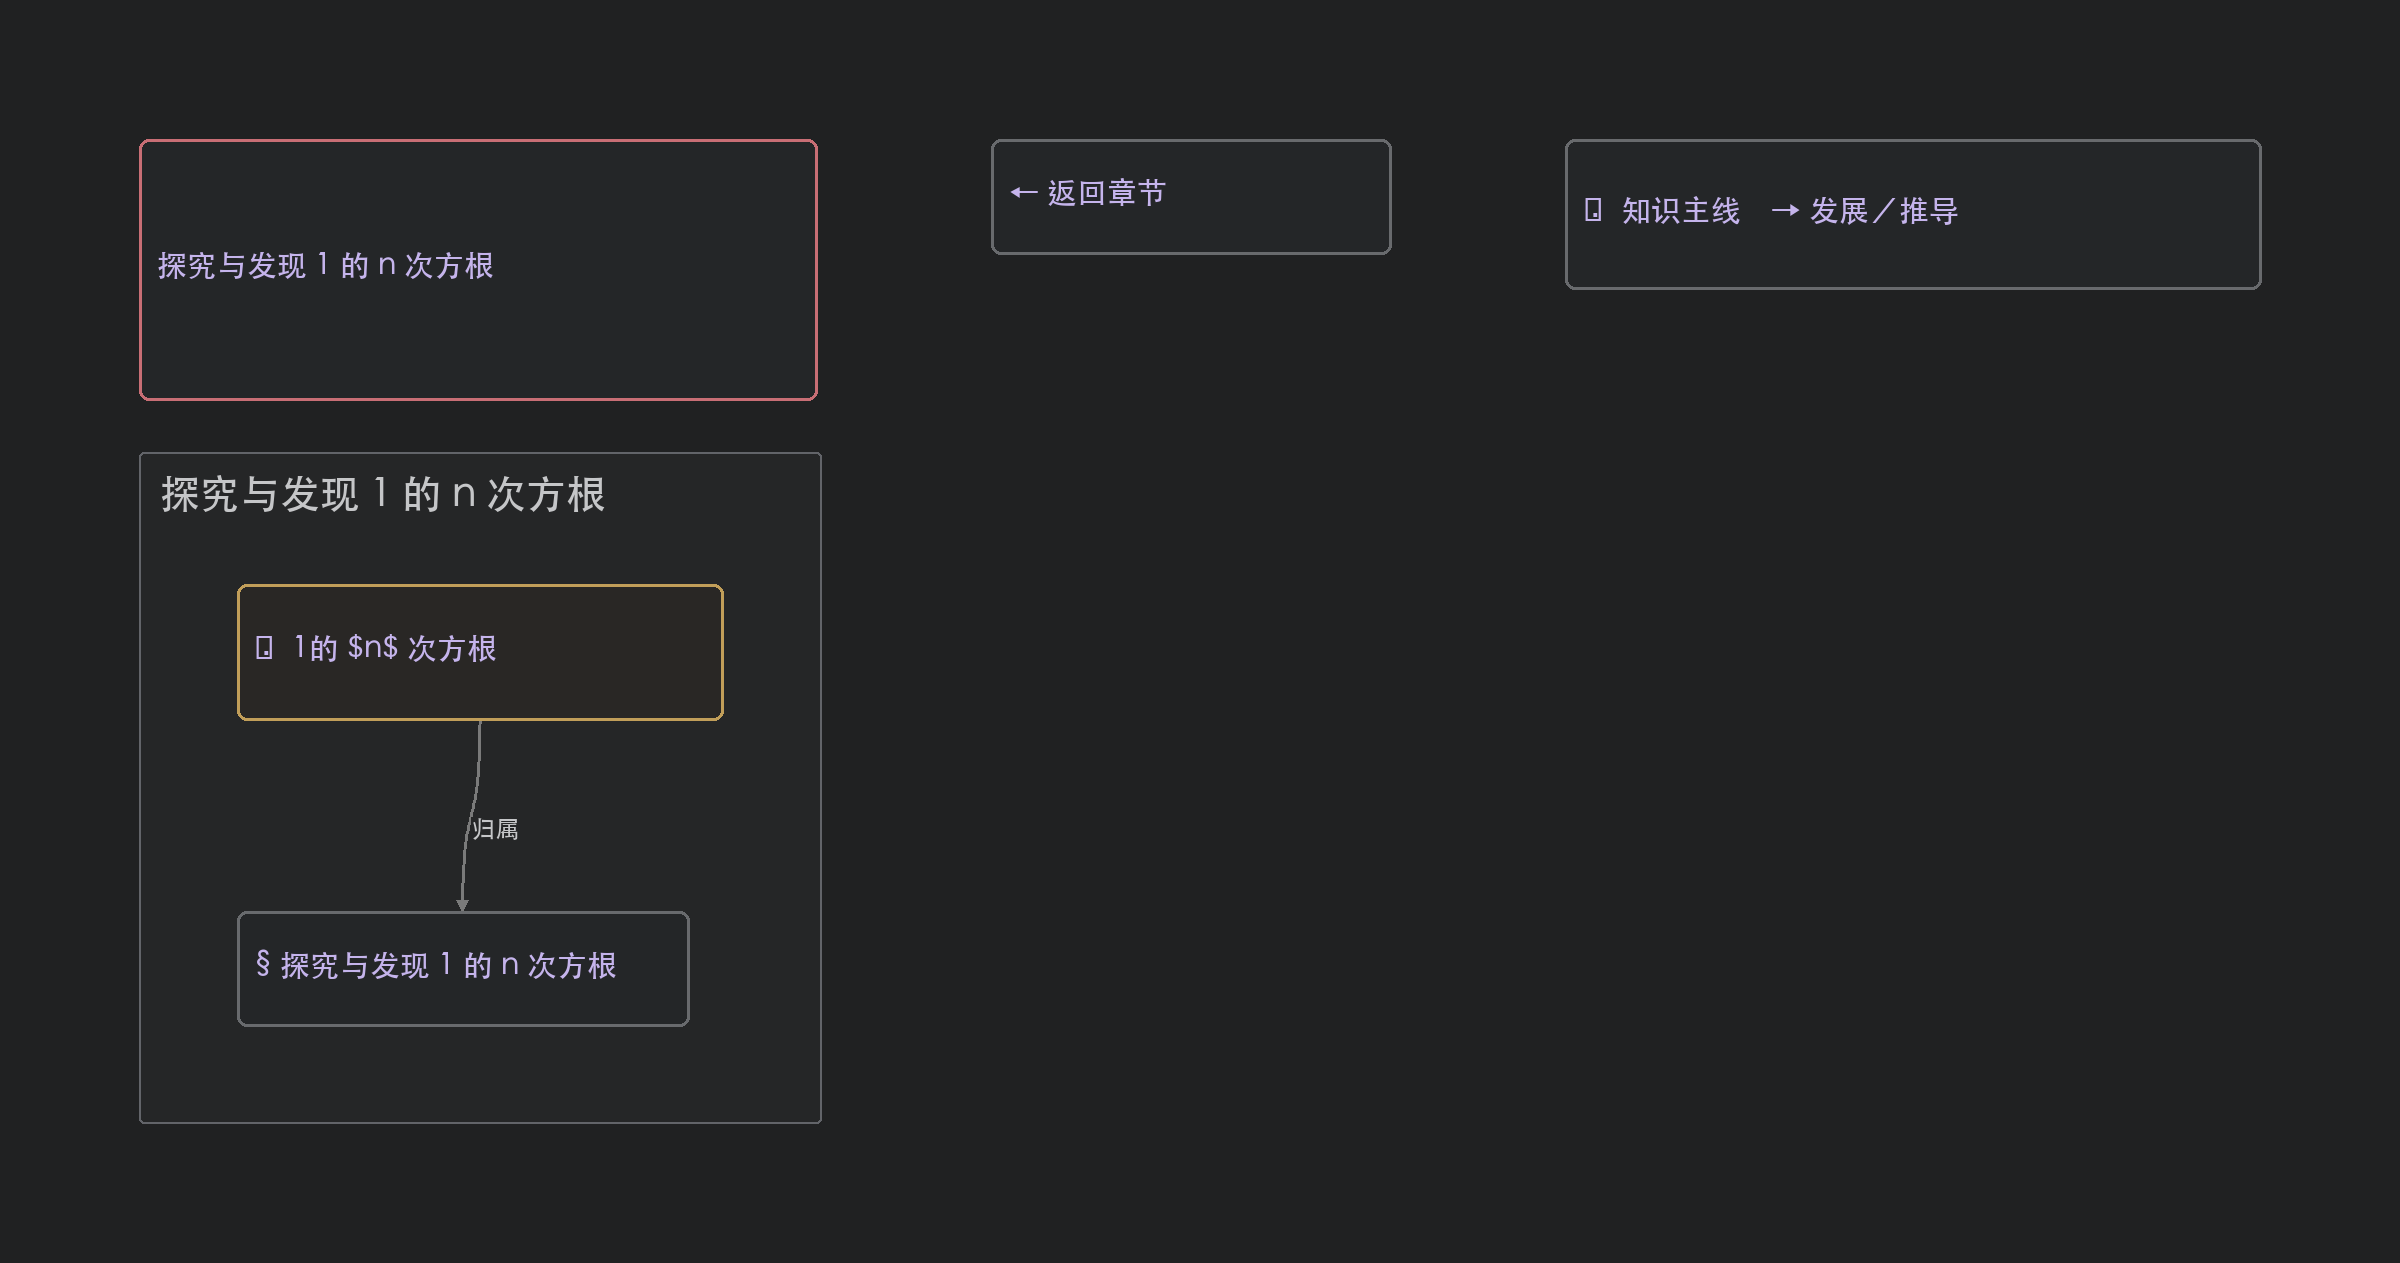 探究与发现 1 的 n 次方根
← 返回章节
知识主线 → 发展／推导
探究与发现 1 的 n 次方根
1的 $n$ 次方根
归属
§ 探究与发现 1 的 n 次方根